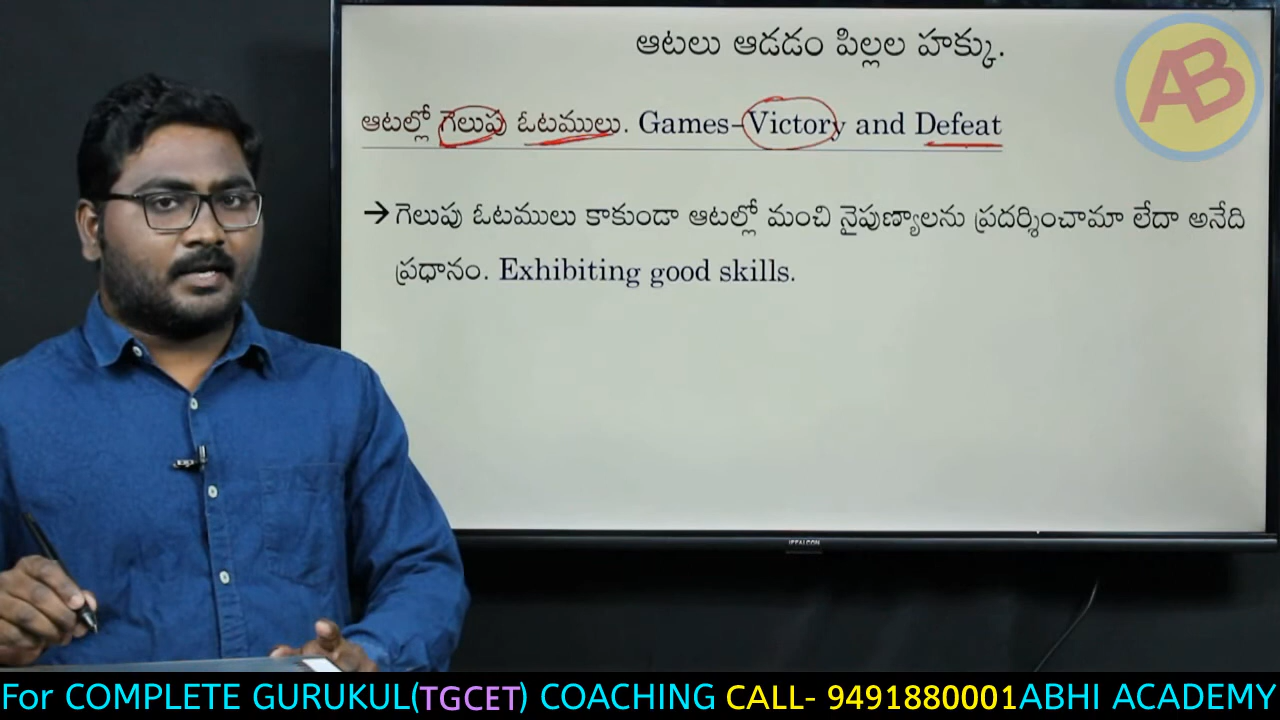 ఆటలు ఆడడం పిల్లల హక్కు.
AB
ఆటల్లో గెలుపు ఓటములు. Games–Victory and Defeat
→ గెలుపు ఓటములు కాకుండా ఆటల్లో మంచి నైపుణ్యాలను ప్రదర్శించామా లేదా అనేది
ప్రధానం. Exhibiting good skills.
IFFALCON
For COMPLETE GURUKUL(TGCET) COACHING CALL- 9491880001ABHI ACADEMY